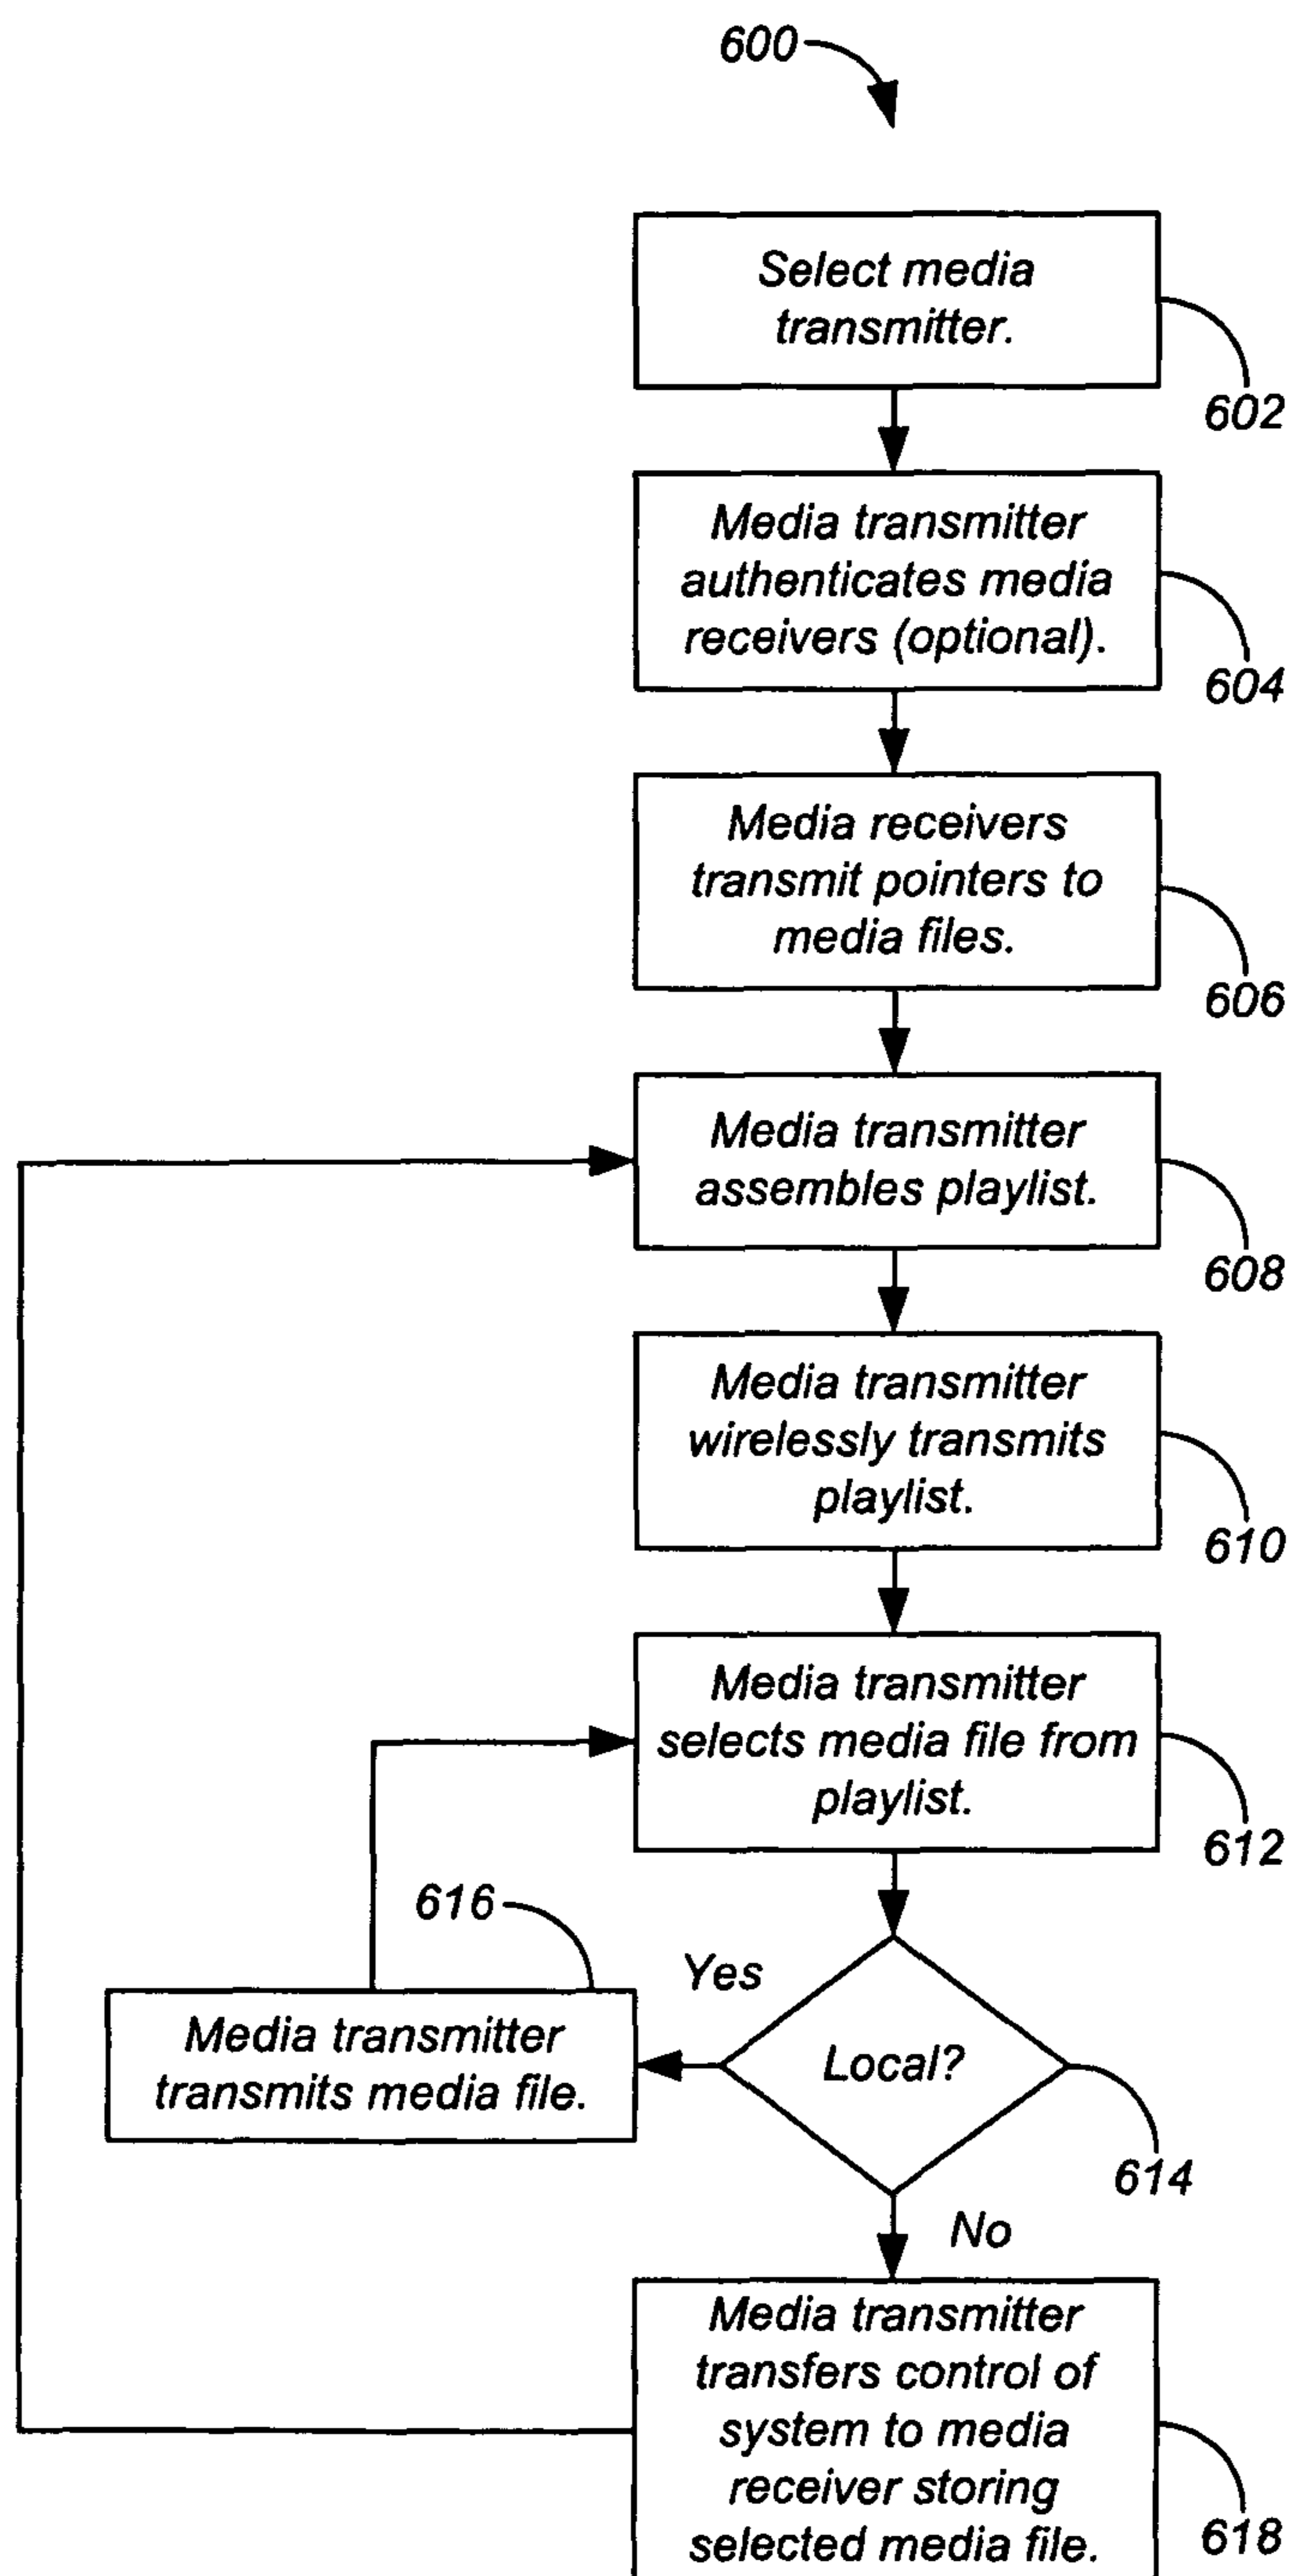 600
Select media
transmitter.
602
Media transmitter
authenticates media
receivers (optional).
604
Media receivers
transmit pointers to
media files.
606
Media transmitter
assembles playlist.
608
Media transmitter
wirelessly transmits
playlist.
610
Media transmitter
selects media file from
playlist.
612
616
Yes
Media transmitter
transmits media file.
Local?
614
No
Media transmitter
transfers control of
system to media
receiver storing
selected media file.
618